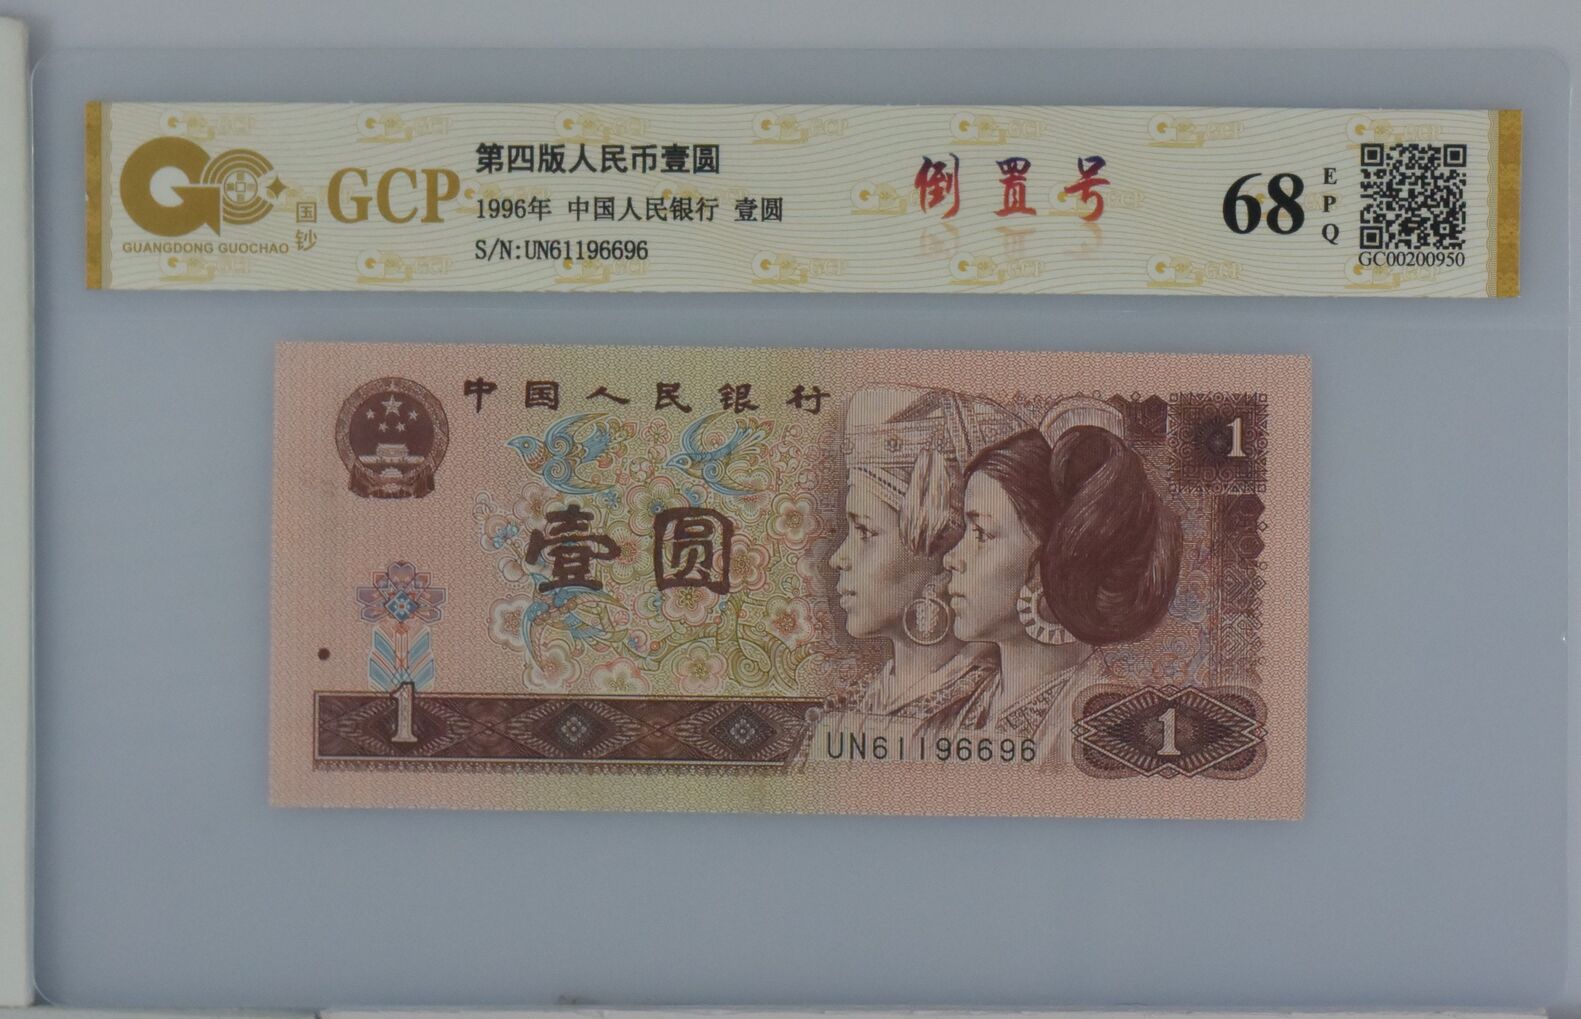 GUANGDONG GUOCHAO
国钞
GCP
第四版人民币壹圆
1996年 中国人民银行 壹圆
S/N:UN61196696
倒置号
68
EPQ
GC00200950
中国人民银行
1
壹圆
1
UN61196696
1